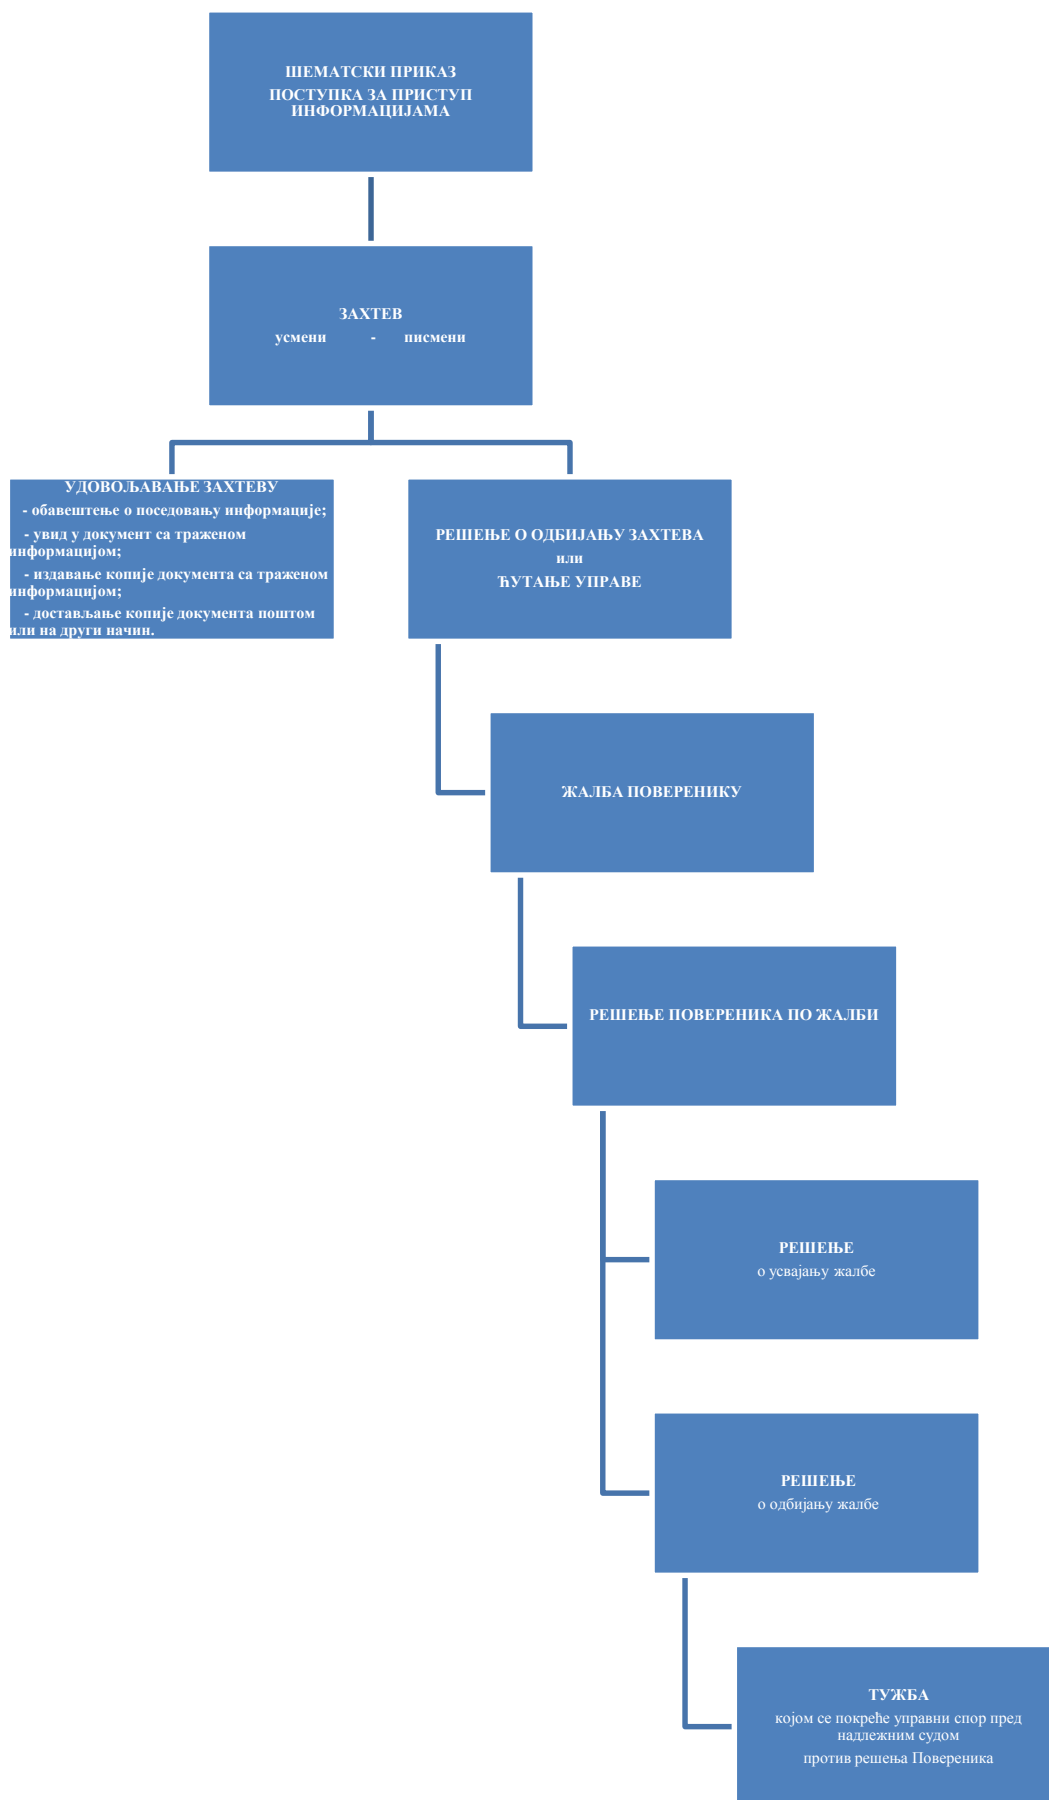 ШЕМАТСКИ ПРИКАЗ
ПОСТУПКА ЗА ПРИСТУП
ИНФОРМАЦИЈАМА
ЗАХТЕВ
усмени - писмени
УДОВОЉАВАЊЕ ЗАХТЕВУ
- обавештење о поседовању информације;
- увид у документ са траженом
информацијом;
- издавање копије документа са траженом
информацијом;
- достављање копије документа поштом
или на други начин.
РЕШЕЊЕ О ОДБИЈАЊУ ЗАХТЕВА
или
ЋУТАЊЕ УПРАВЕ
ЖАЛБА ПОВЕРЕНИКУ
РЕШЕЊЕ ПОВЕРЕНИКА ПО ЖАЛБИ
РЕШЕЊЕ
о усвајању жалбе
РЕШЕЊЕ
о одбијању жалбе
ТУЖБА
којом се покреће управни спор пред
надлежним судом
против решења Повереника